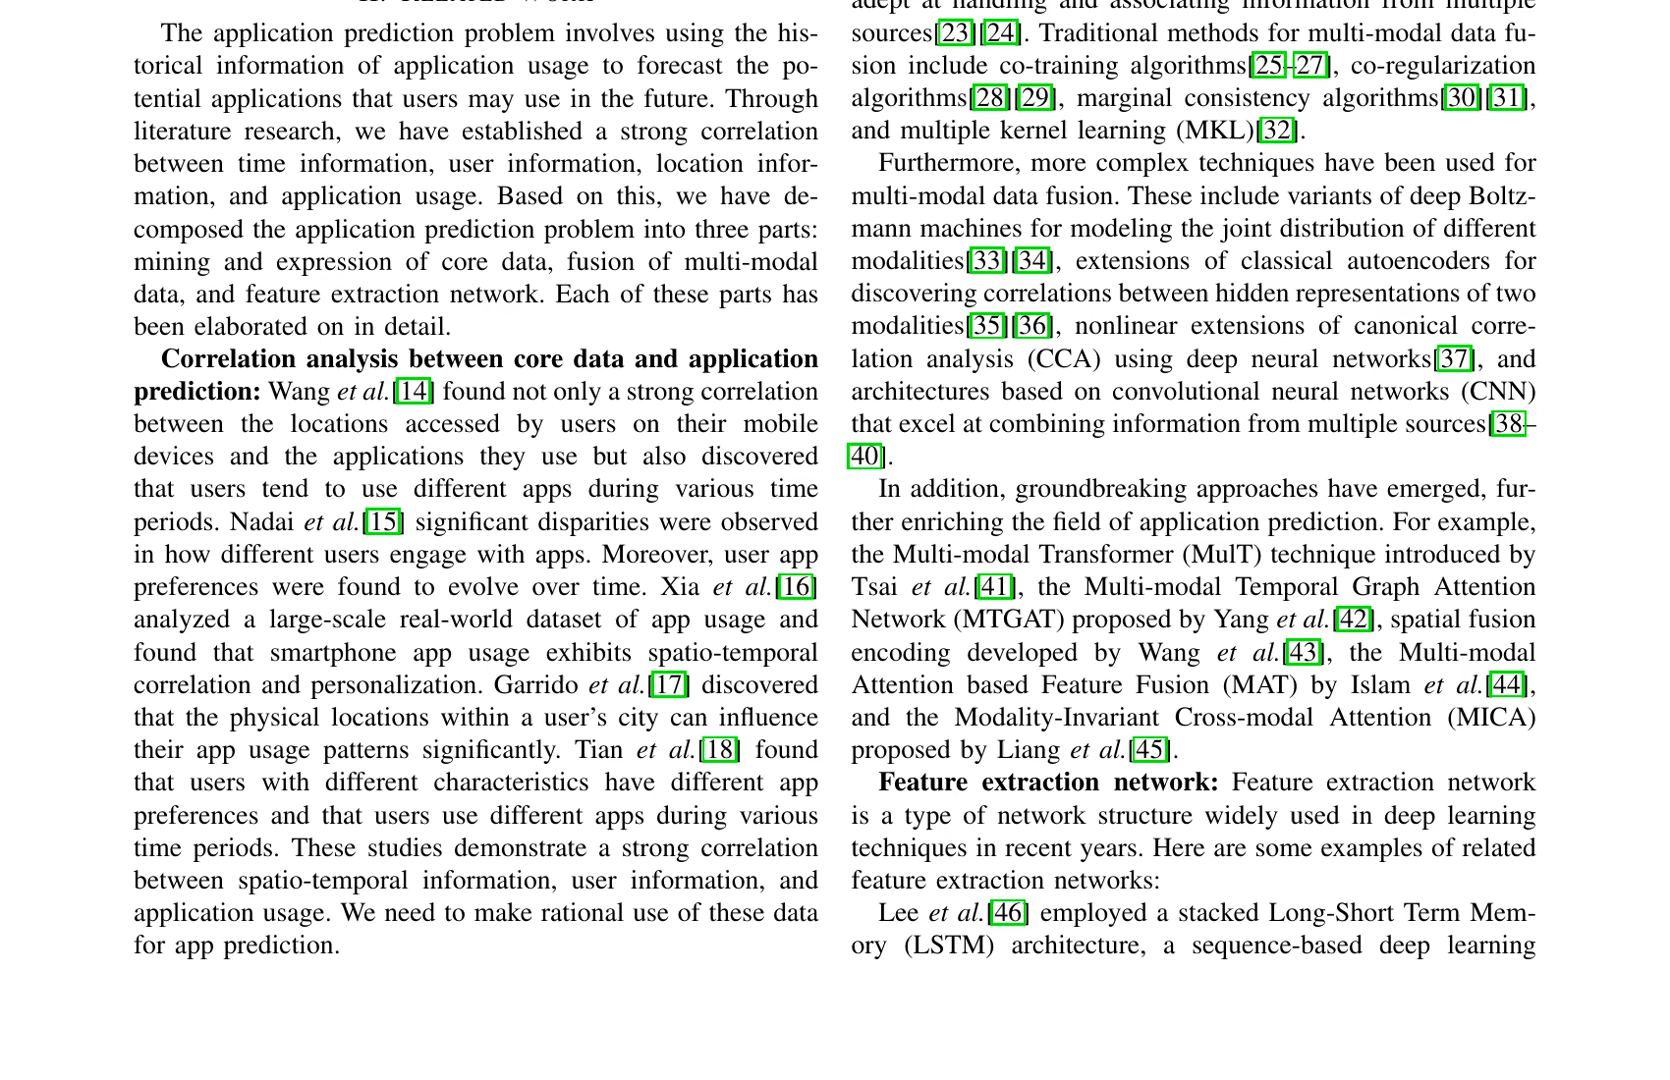 II. RELATED WORK
The application prediction problem involves using the his-
torical information of application usage to forecast the po-
tential applications that users may use in the future. Through
literature research, we have established a strong correlation
between time information, user information, location infor-
mation, and application usage. Based on this, we have de-
composed the application prediction problem into three parts:
mining and expression of core data, fusion of multi-modal
data, and feature extraction network. Each of these parts has
been elaborated on in detail.
Correlation analysis between core data and application
prediction: Wang et al.[14] found not only a strong correlation
between the locations accessed by users on their mobile
devices and the applications they use but also discovered
that users tend to use different apps during various time
periods. Nadai et al.[15] significant disparities were observed
in how different users engage with apps. Moreover, user app
preferences were found to evolve over time. Xia et al.[16]
analyzed a large-scale real-world dataset of app usage and
found that smartphone app usage exhibits spatio-temporal
correlation and personalization. Garrido et al.[17] discovered
that the physical locations within a user's city can influence
their app usage patterns significantly. Tian et al.[18] found
that users with different characteristics have different app
preferences and that users use different apps during various
time periods. These studies demonstrate a strong correlation
between spatio-temporal information, user information, and
application usage. We need to make rational use of these data
for app prediction.
adept at handling and associating information from multiple
sources[23][24]. Traditional methods for multi-modal data fu-
sion include co-training algorithms[25–27], co-regularization
algorithms[28][29], marginal consistency algorithms[30][31],
and multiple kernel learning (MKL)[32].
Furthermore, more complex techniques have been used for
multi-modal data fusion. These include variants of deep Boltz-
mann machines for modeling the joint distribution of different
modalities[33][34], extensions of classical autoencoders for
discovering correlations between hidden representations of two
modalities[35][36], nonlinear extensions of canonical corre-
lation analysis (CCA) using deep neural networks[37], and
architectures based on convolutional neural networks (CNN)
that excel at combining information from multiple sources[38–
40].
In addition, groundbreaking approaches have emerged, fur-
ther enriching the field of application prediction. For example,
the Multi-modal Transformer (MulT) technique introduced by
Tsai et al.[41], the Multi-modal Temporal Graph Attention
Network (MTGAT) proposed by Yang et al.[42], spatial fusion
encoding developed by Wang et al.[43], the Multi-modal
Attention based Feature Fusion (MAT) by Islam et al.[44],
and the Modality-Invariant Cross-modal Attention (MICA)
proposed by Liang et al.[45].
Feature extraction network: Feature extraction network
is a type of network structure widely used in deep learning
techniques in recent years. Here are some examples of related
feature extraction networks:
Lee et al.[46] employed a stacked Long-Short Term Mem-
ory (LSTM) architecture, a sequence-based deep learning